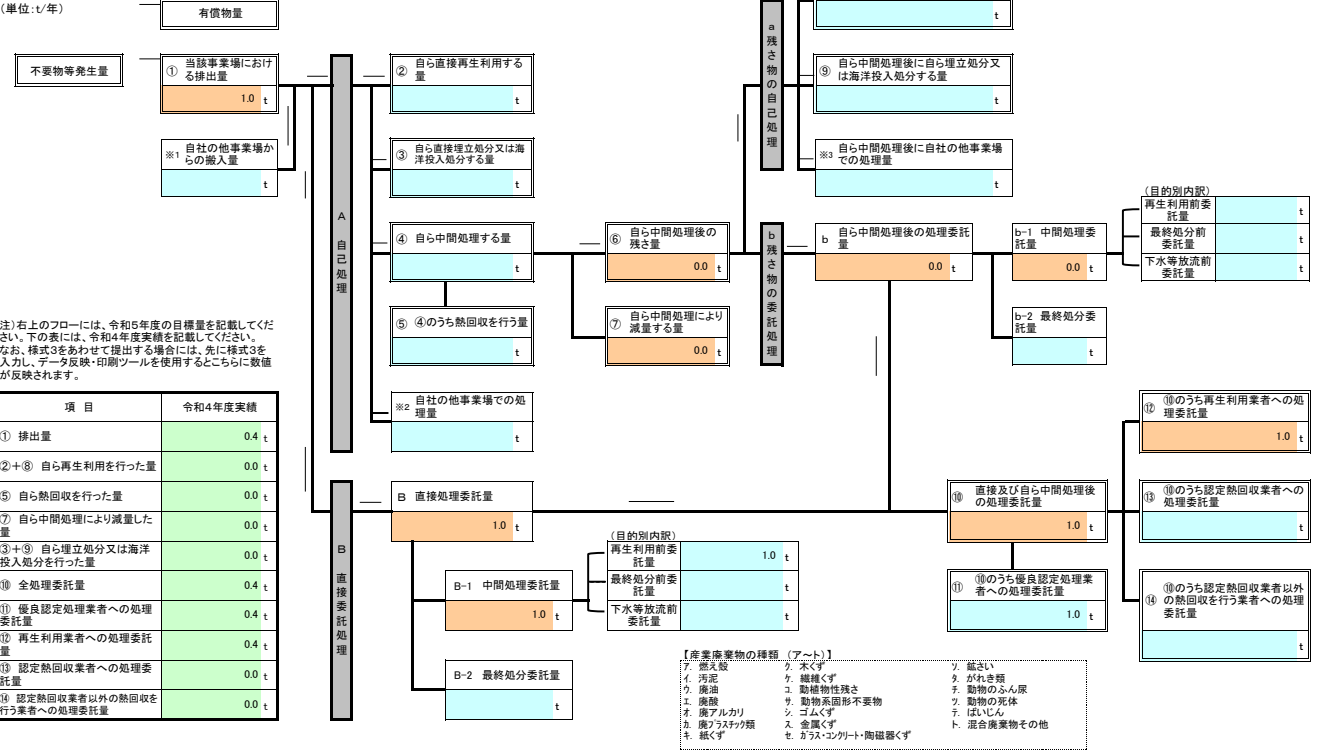 （単位:t/年）
有償物量
不要物等発生量
① 当該事業場におけ
る排出量
1.0 t
※1 自社の他事業場か
らの搬入量
t
A 自己処理
② 自ら直接再生利用する
量
t
③ 自ら直接埋立処分又は海
洋投入処分する量
t
④ 自ら中間処理する量
t
⑤ ④のうち熱回収を行う量
t
※2 自社の他事業場での処
理量
t
⑥ 自ら中間処理後の
残さ量
0.0 t
⑦ 自ら中間処理により
減量する量
0.0 t
a 残さ物の自己処理
t
⑨ 自ら中間処理後に自ら埋立処分又
は海洋投入処分する量
t
※3 自ら中間処理後に自社の他事業場
での処理量
t
b 残さ物の委託処理
b 自ら中間処理後の処理委託
量
0.0 t
b-1 中間処理委
託量
0.0 t
b-2 最終処分委
託量
t
（目的別内訳）
再生利用前委
託量
t
最終処分前
委託量
t
下水等放流前
委託量
t
注）右上のフローには、令和５年度の目標量を記載してくだ
さい。下の表には、令和４年度実績を記載してください。
なお、様式３をあわせて提出する場合には、先に様式３を
入力し、データ反映・印刷ツールを使用するとこちらに数値
が反映されます。
項 目 令和４年度実績
① 排出量 0.4 t
②＋⑧ 自ら再生利用を行った量 0.0 t
⑤ 自ら熱回収を行った量 0.0 t
⑦ 自ら中間処理により減量した
量 0.0 t
③＋⑨ 自ら埋立処分又は海洋
投入処分を行った量 0.0 t
⑩ 全処理委託量 0.4 t
⑪ 優良認定処理業者への処理
委託量 0.4 t
⑫ 再生利用業者への処理委託
量 0.4 t
⑬ 認定熱回収業者への処理委
託量 0.0 t
⑭ 認定熱回収業者以外の熱回収を
行う業者への処理委託量 0.0 t
B 直接委託処理
B 直接処理委託量
1.0 t
B-1 中間処理委託量
1.0 t
B-2 最終処分委託量
t
（目的別内訳）
再生利用前委
託量
1.0 t
最終処分前委
託量
t
下水等放流前
委託量
t
⑩ 直接及び自ら中間処理後
の処理委託量
1.0 t
⑪ ⑩のうち優良認定処理業
者への処理委託量
1.0 t
⑫ ⑩のうち再生利用業者への処
理委託量
1.0 t
⑬ ⑩のうち認定熱回収業者への
処理委託量
t
⑭ ⑩のうち認定熱回収業者以外
の熱回収を行う業者への処理
委託量
t
【産業廃棄物の種類 （ア～ト）】
ア. 燃え殻 ク. 木くず ソ. 鉱さい
イ. 汚泥 ケ. 繊維くず タ. がれき類
ウ. 廃油 コ. 動植物性残さ チ. 動物のふん尿
エ. 廃酸 サ. 動物系固形不要物 ツ. 動物の死体
オ. 廃アルカリ シ. ゴムくず テ. ばいじん
カ. 廃プラスチック類 ス. 金属くず ト. 混合廃棄物その他
キ. 紙くず セ. ガラス・コンクリート・陶磁器くず